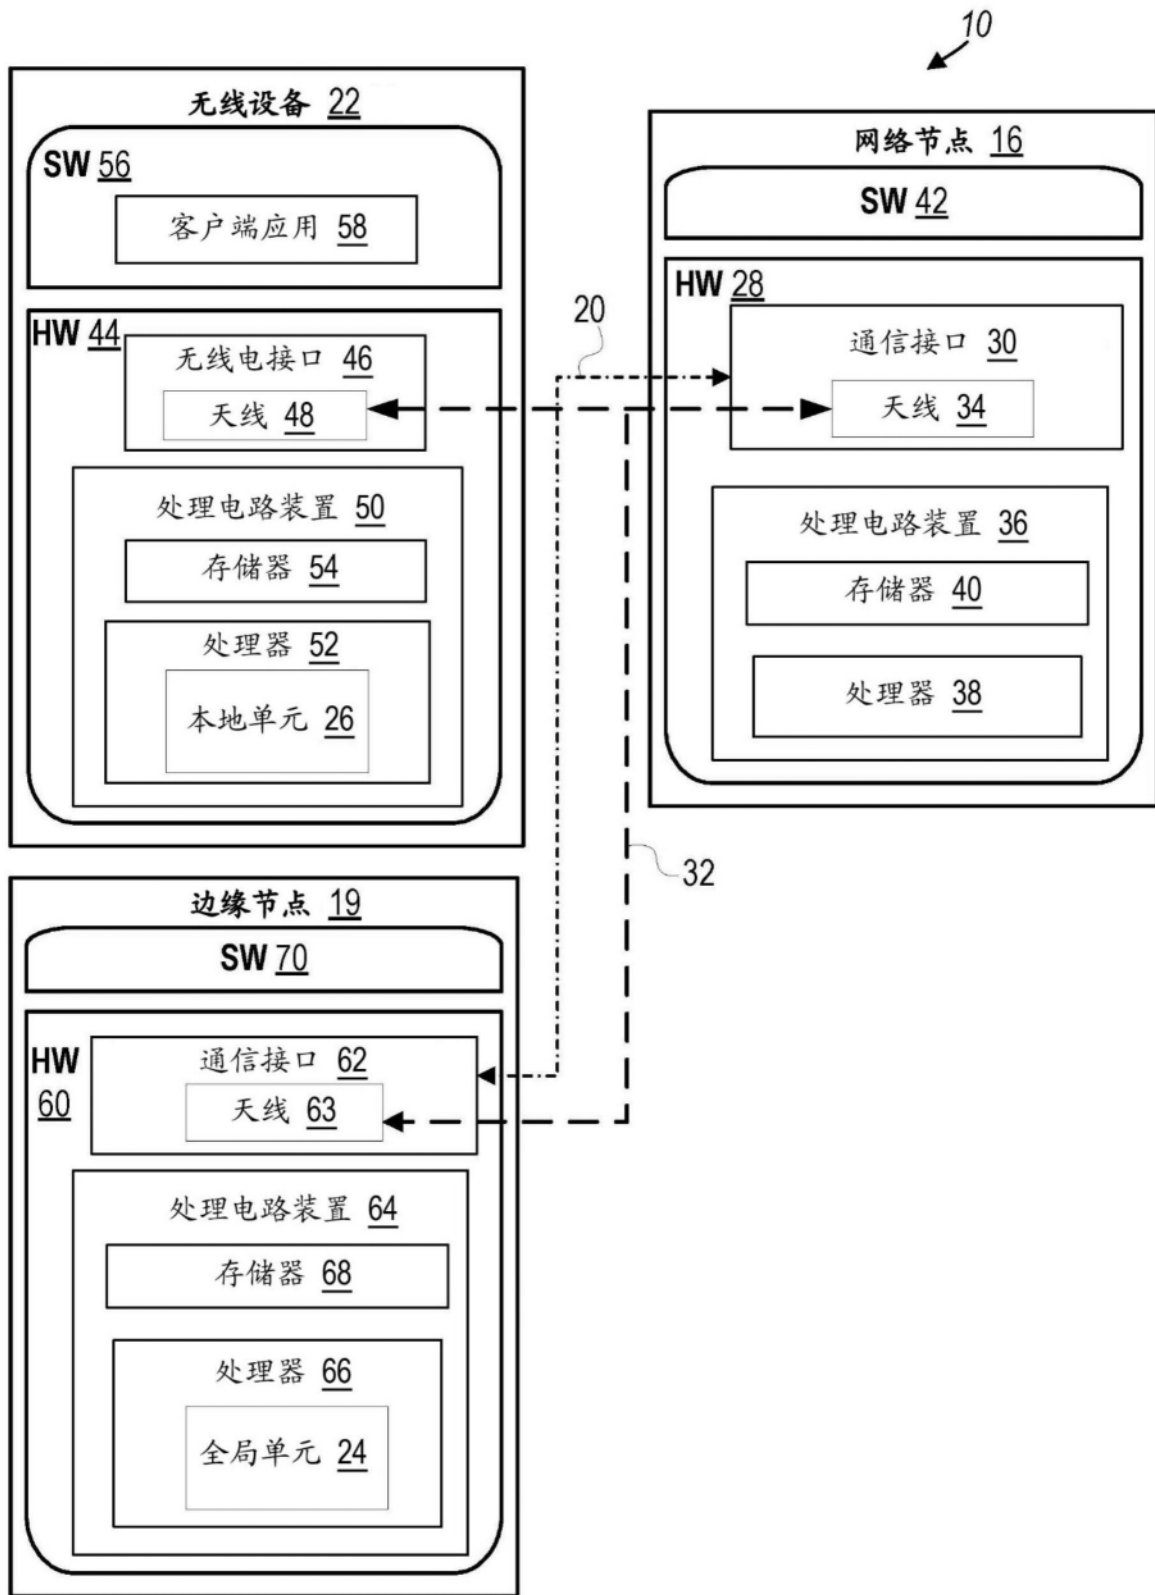 10
无线设备 22
SW 56
客户端应用 58
HW 44
无线电接口 46
天线 48
处理电路装置 50
存储器 54
处理器 52
本地单元 26
网络节点 16
SW 42
HW 28
通信接口 30
天线 34
处理电路装置 36
存储器 40
处理器 38
20
32
边缘节点 19
SW 70
HW
60
通信接口 62
天线 63
处理电路装置 64
存储器 68
处理器 66
全局单元 24